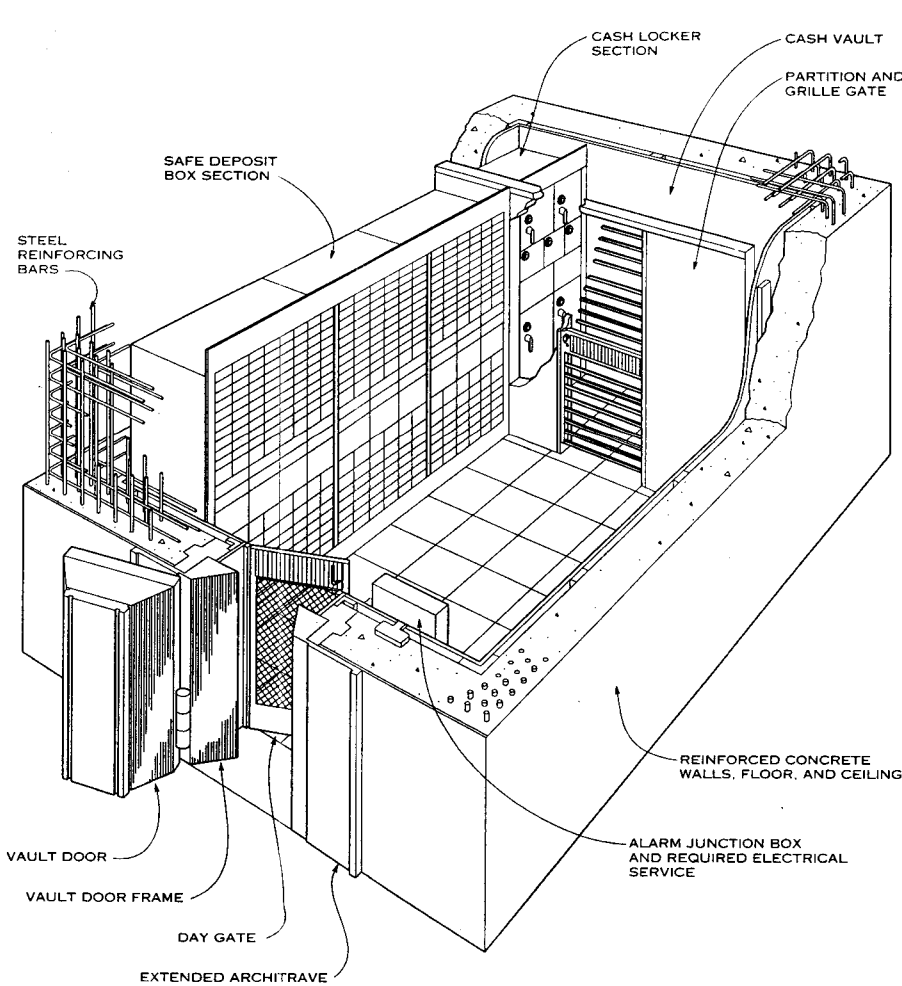 CASH LOCKER
SECTION
CASH VAULT
PARTITION AND
GRILLE GATE
SAFE DEPOSIT
BOX SECTION
STEEL
REINFORCING
BARS
REINFORCED CONCRETE
WALLS, FLOOR, AND CEILING
ALARM JUNCTION BOX
AND REQUIRED ELECTRICAL
SERVICE
VAULT DOOR
VAULT DOOR FRAME
DAY GATE
EXTENDED ARCHITRAVE